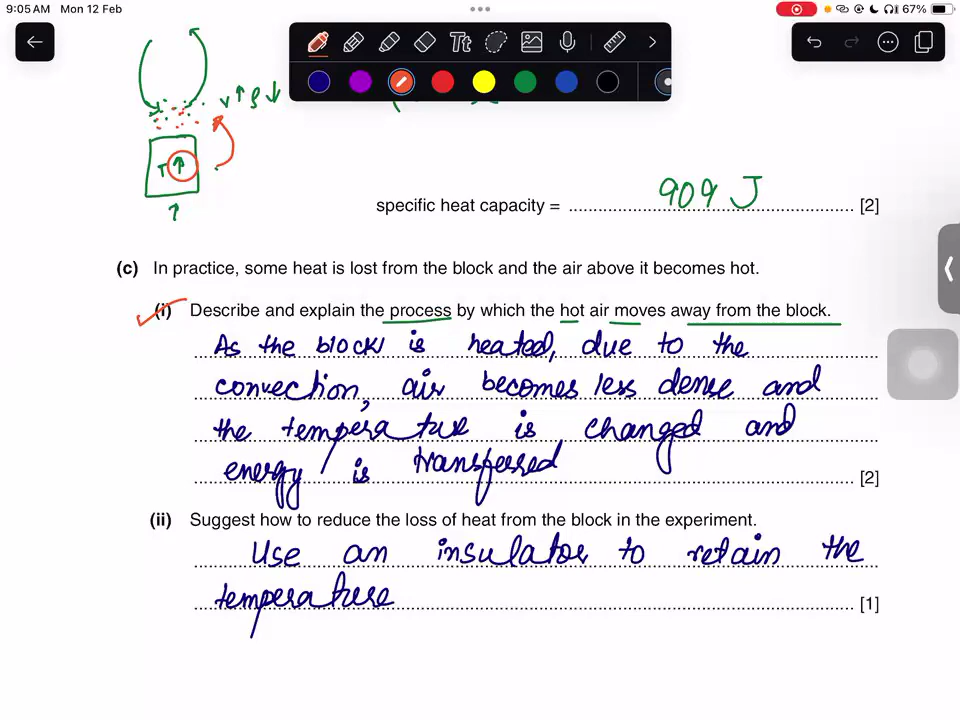 9:05 AM Mon 12 Feb
67%
Tt
v↑ ρ↓
T↑
specific heat capacity = 909 J [2]
(c) In practice, some heat is lost from the block and the air above it becomes hot.
(i) Describe and explain the process by which the hot air moves away from the block.
As the block is heated, due to the
convection, air becomes less dense and
the temperature is changed and
energy is transferred [2]
(ii) Suggest how to reduce the loss of heat from the block in the experiment.
Use an insulator to retain the
temperature [1]